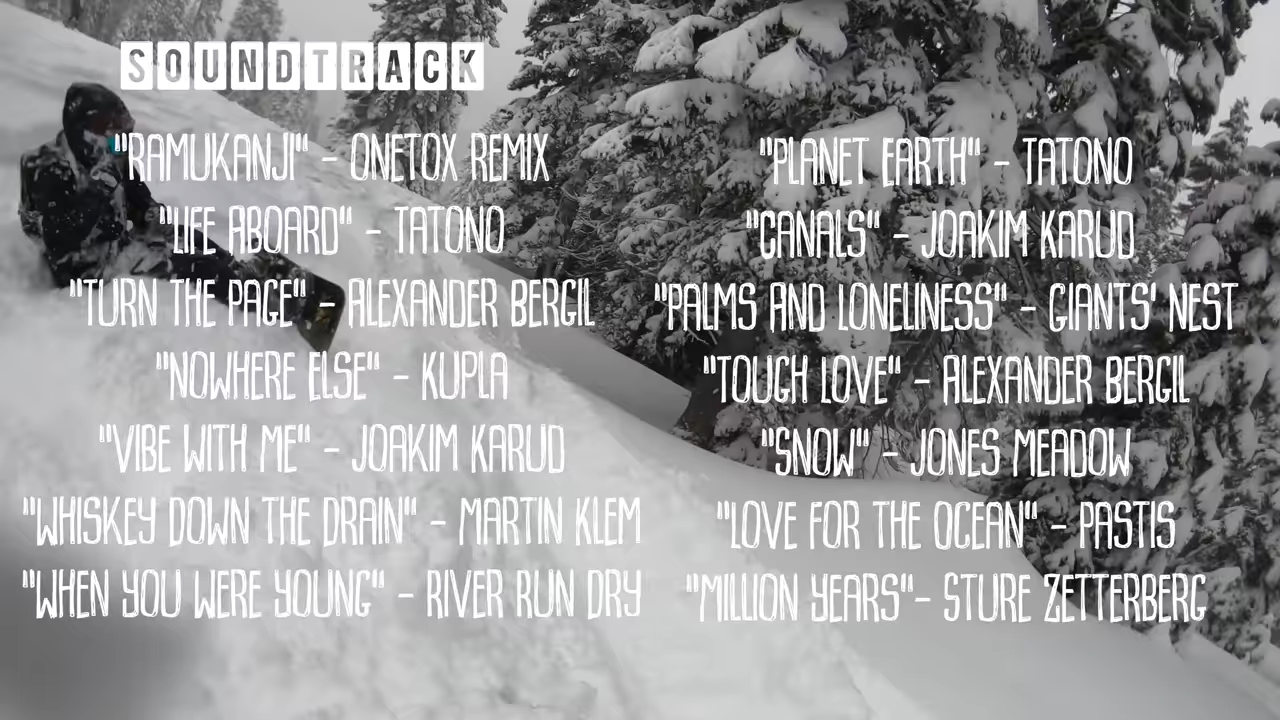 SOUNDTRACK
"RAMUKANJI" - ONETOX REMIX
"LIFE ABOARD" - TATONO
"TURN THE PAGE" - ALEXANDER BERGIL
"NOWHERE ELSE" - KUPLA
"VIBE WITH ME" - JOAKIM KARUD
"WHISKEY DOWN THE DRAIN" - MARTIN KLEM
"WHEN YOU WERE YOUNG" - RIVER RUN DRY
"PLANET EARTH" - TATONO
"CANALS" - JOAKIM KARUD
"PALMS AND LONELINESS" - GIANTS' NEST
"TOUGH LOVE" - ALEXANDER BERGIL
"SNOW" - JONES MEADOW
"LOVE FOR THE OCEAN" - PASTIS
"MILLION YEARS"- STURE ZETTERBERG